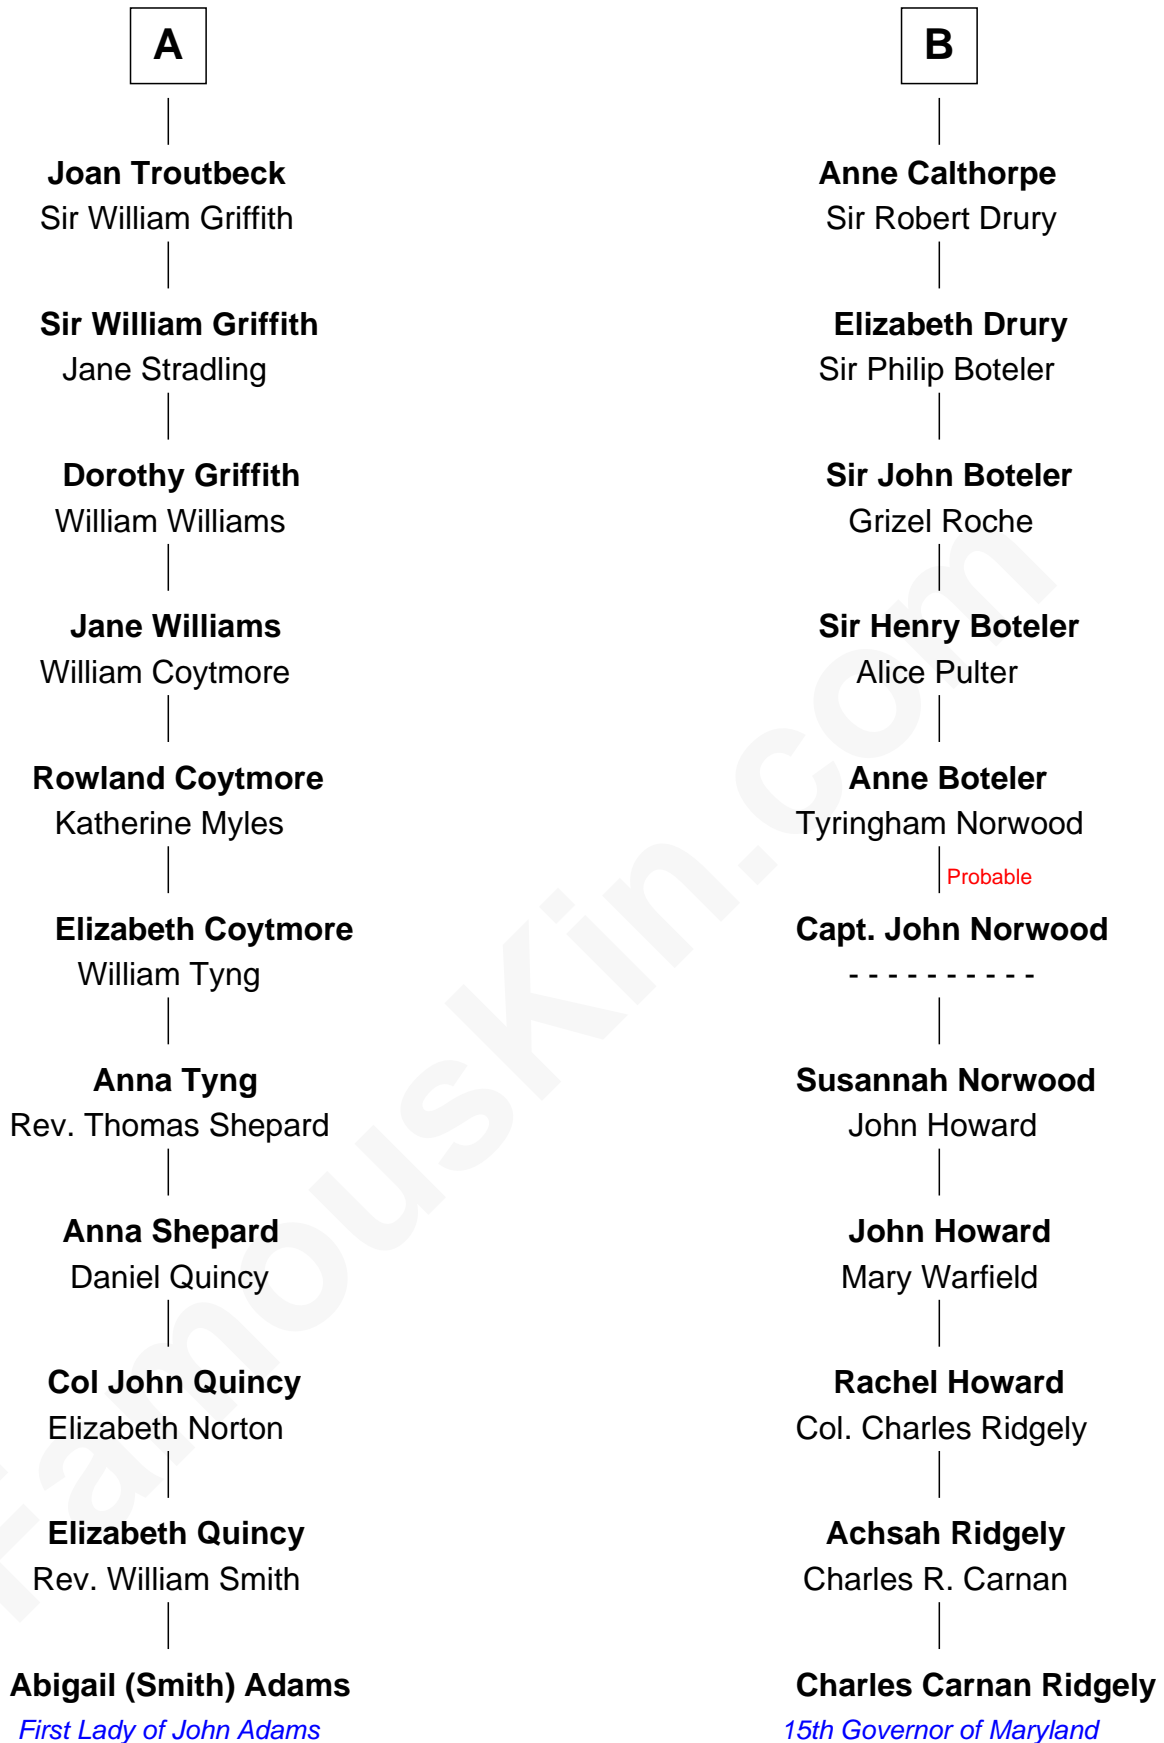 A
Joan Troutbeck
Sir William Griffith
Sir William Griffith
Jane Stradling
Dorothy Griffith
William Williams
Jane Williams
William Coytmore
Rowland Coytmore
Katherine Myles
Elizabeth Coytmore
William Tyng
Anna Tyng
Rev. Thomas Shepard
Anna Shepard
Daniel Quincy
Col John Quincy
Elizabeth Norton
Elizabeth Quincy
Rev. William Smith
Abigail (Smith) Adams
First Lady of John Adams
B
Anne Calthorpe
Sir Robert Drury
Elizabeth Drury
Sir Philip Boteler
Sir John Boteler
Grizel Roche
Sir Henry Boteler
Alice Pulter
Anne Boteler
Tyringham Norwood
Probable
Capt. John Norwood
- - - - - - - - - -
Susannah Norwood
John Howard
John Howard
Mary Warfield
Rachel Howard
Col. Charles Ridgely
Achsah Ridgely
Charles R. Carnan
Charles Carnan Ridgely
15th Governor of Maryland
FamousKin.com